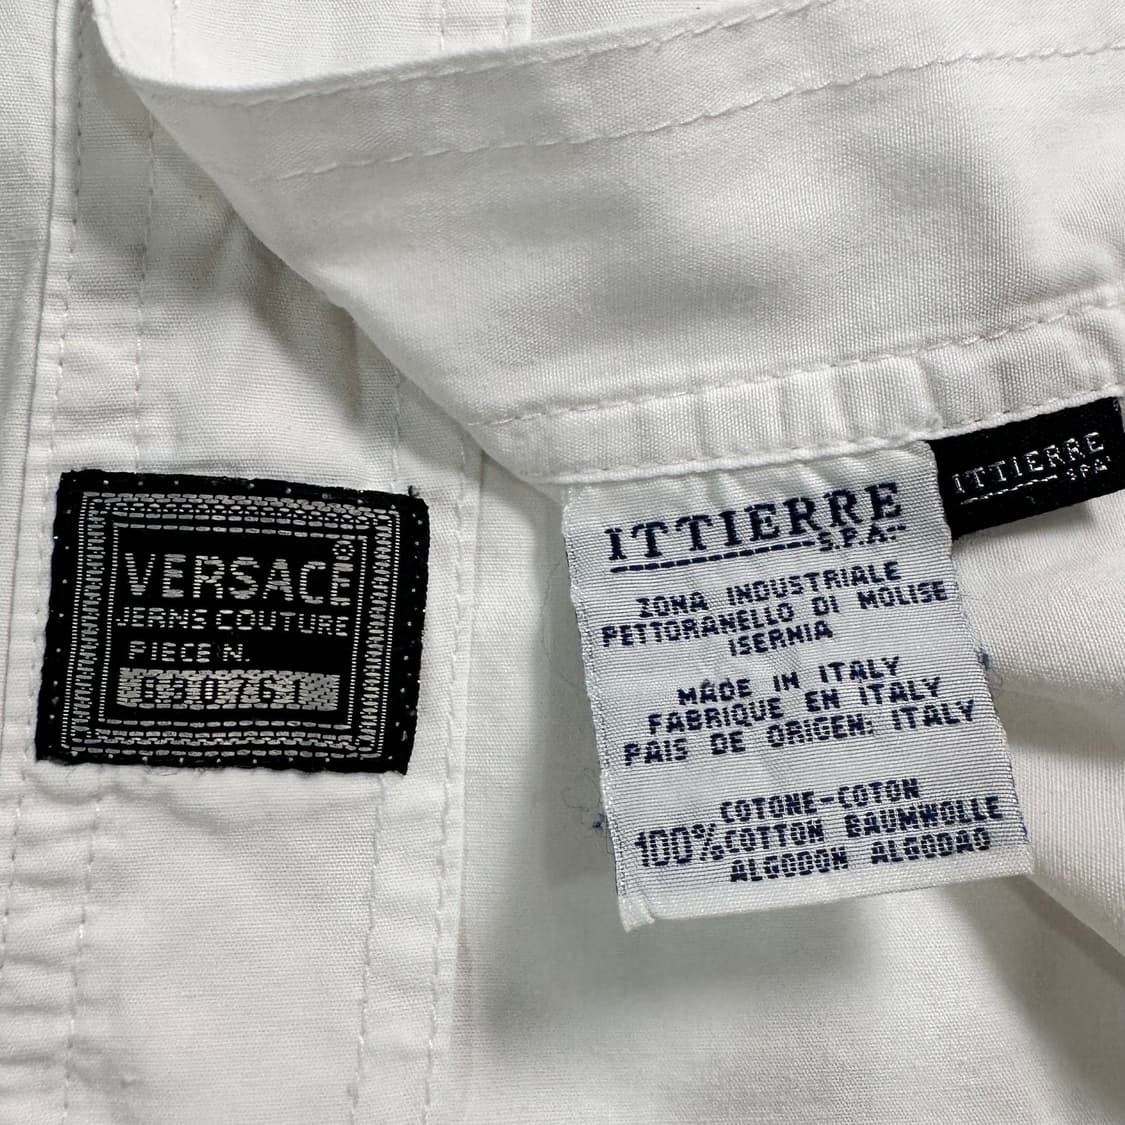 VERSACE®
JEANS COUTURE
PIECE N.
ITTIERRE
S.P.A.
ZONA INDUSTRIALE
PETTORANELLO DI MOLISE
ISERNIA
MADE IN ITALY
FABRIQUE EN ITALY
PAIS DE ORIGEN: ITALY
COTONE-COTON
100% COTTON BAUMWOLLE
ALGODON ALGODAO
ITTIERRE
S.P.A.